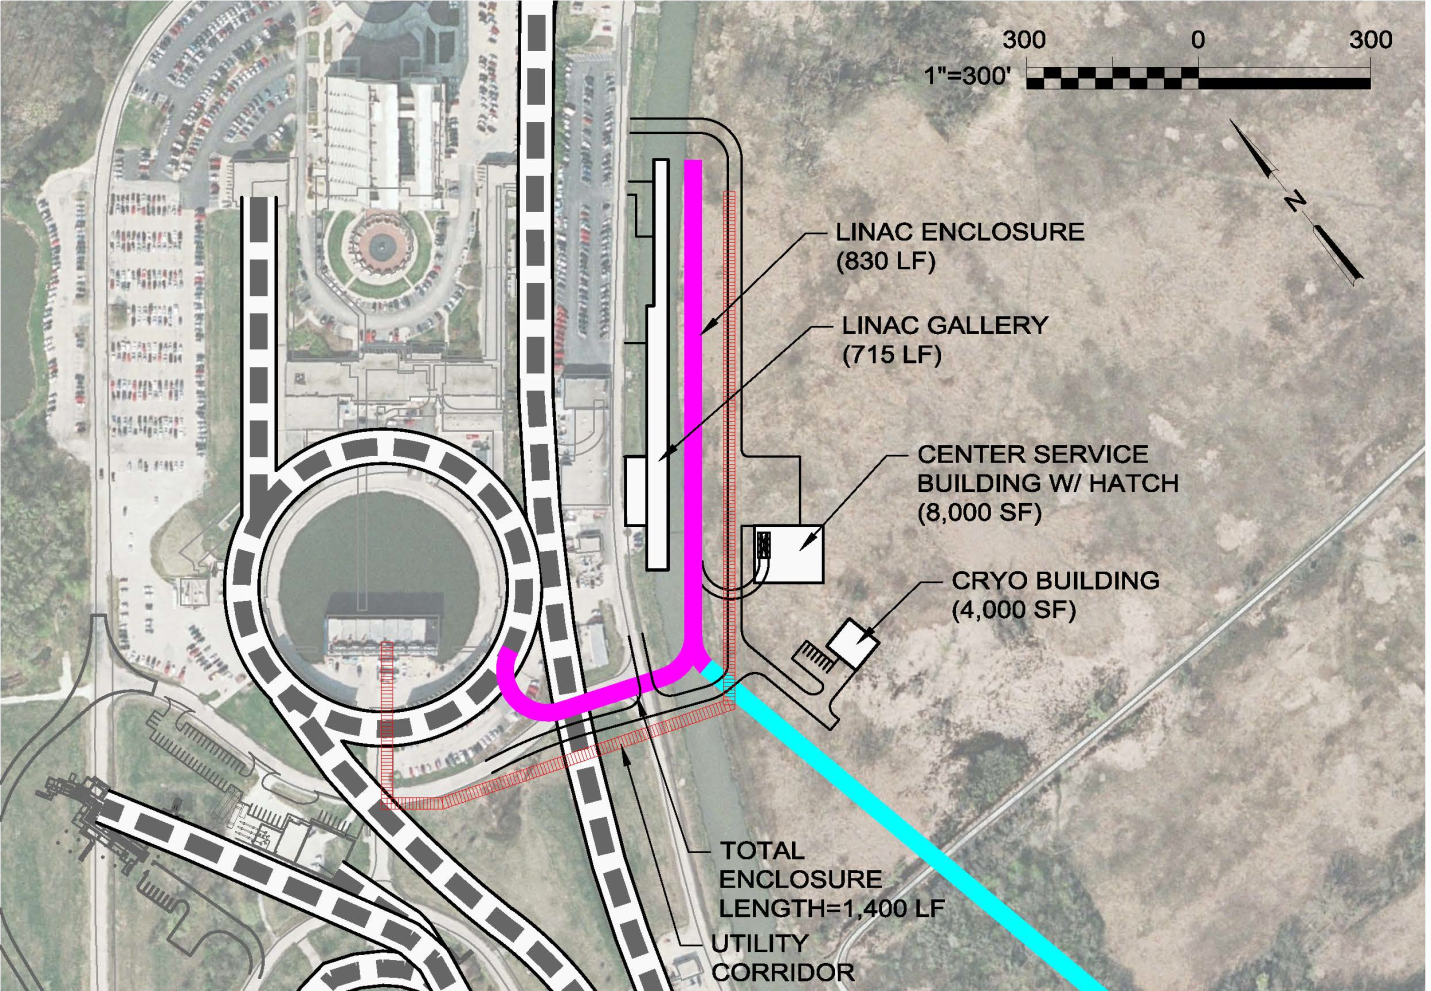 300 0 300
1"=300'
N
LINAC ENCLOSURE
(830 LF)
LINAC GALLERY
(715 LF)
CENTER SERVICE
BUILDING W/ HATCH
(8,000 SF)
CRYO BUILDING
(4,000 SF)
TOTAL
ENCLOSURE
LENGTH=1,400 LF
UTILITY
CORRIDOR